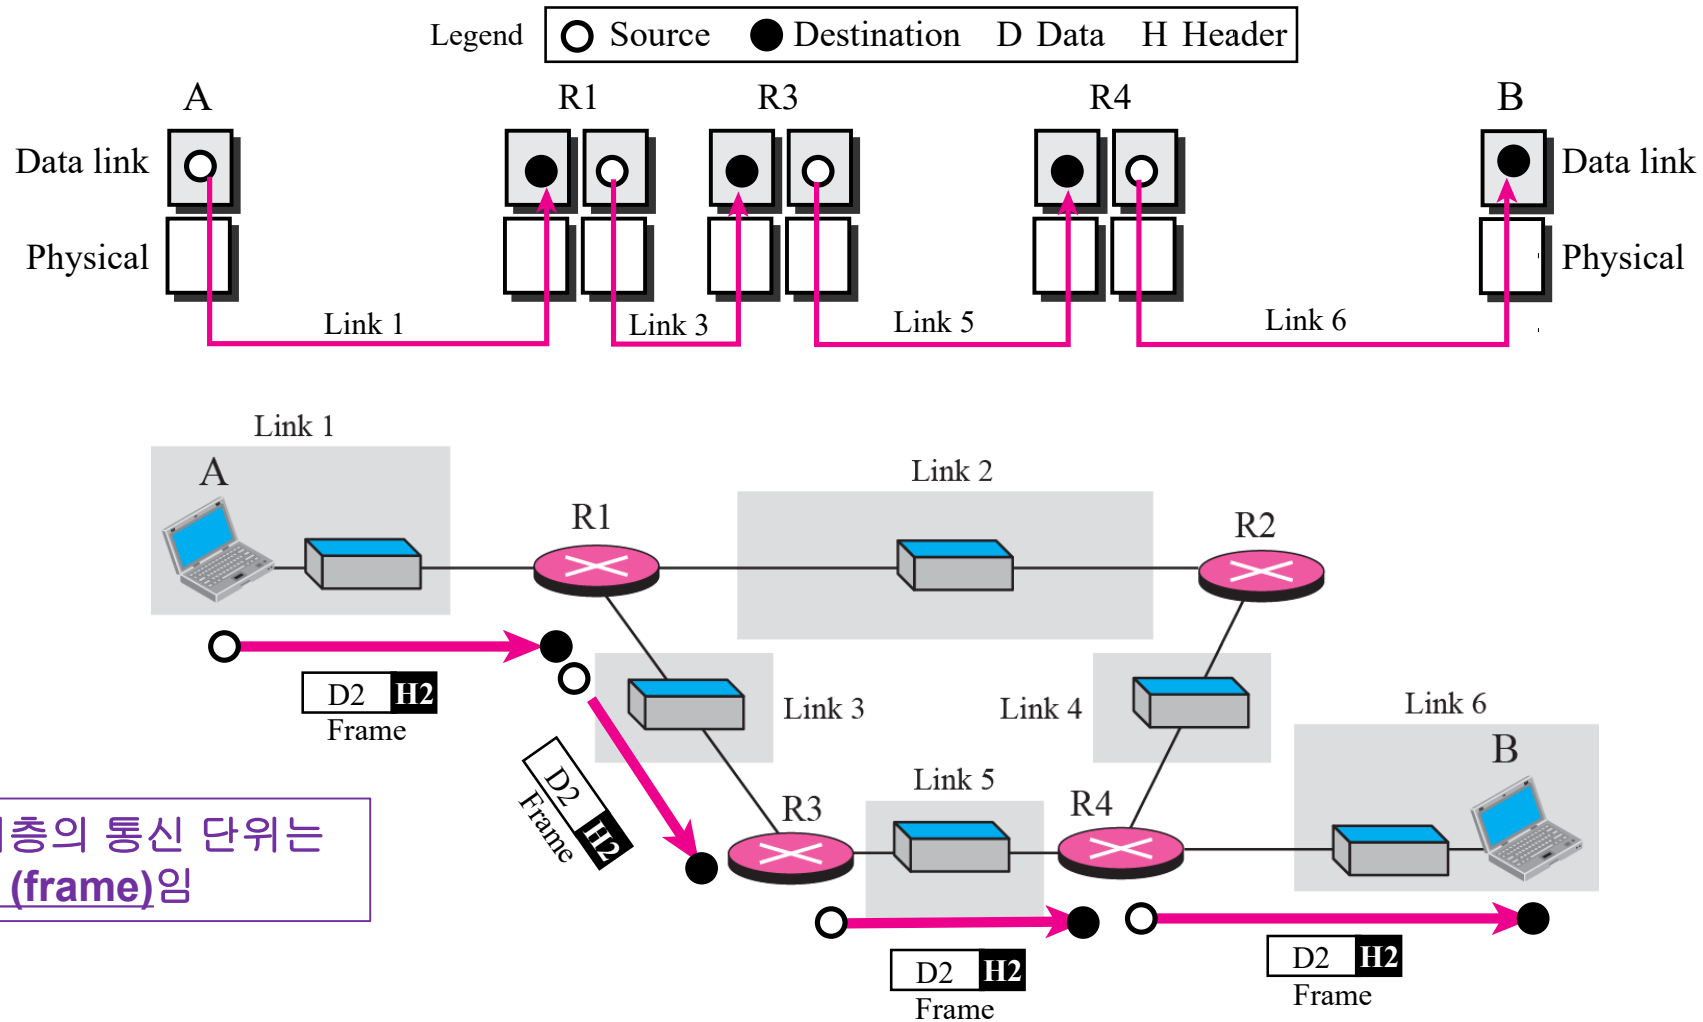 Legend Source Destination D Data H Header
A R1 R3 R4 B
Data link Data link
Physical Physical
Link 1 Link 3 Link 5 Link 6
Link 1
A
Link 2
R1
R2
D2 H2
Frame
Link 3
Link 4
Link 6
B
D2 H2
Frame
R3
Link 5
R4
층의 통신 단위는
(frame)임
D2 H2
Frame
D2 H2
Frame